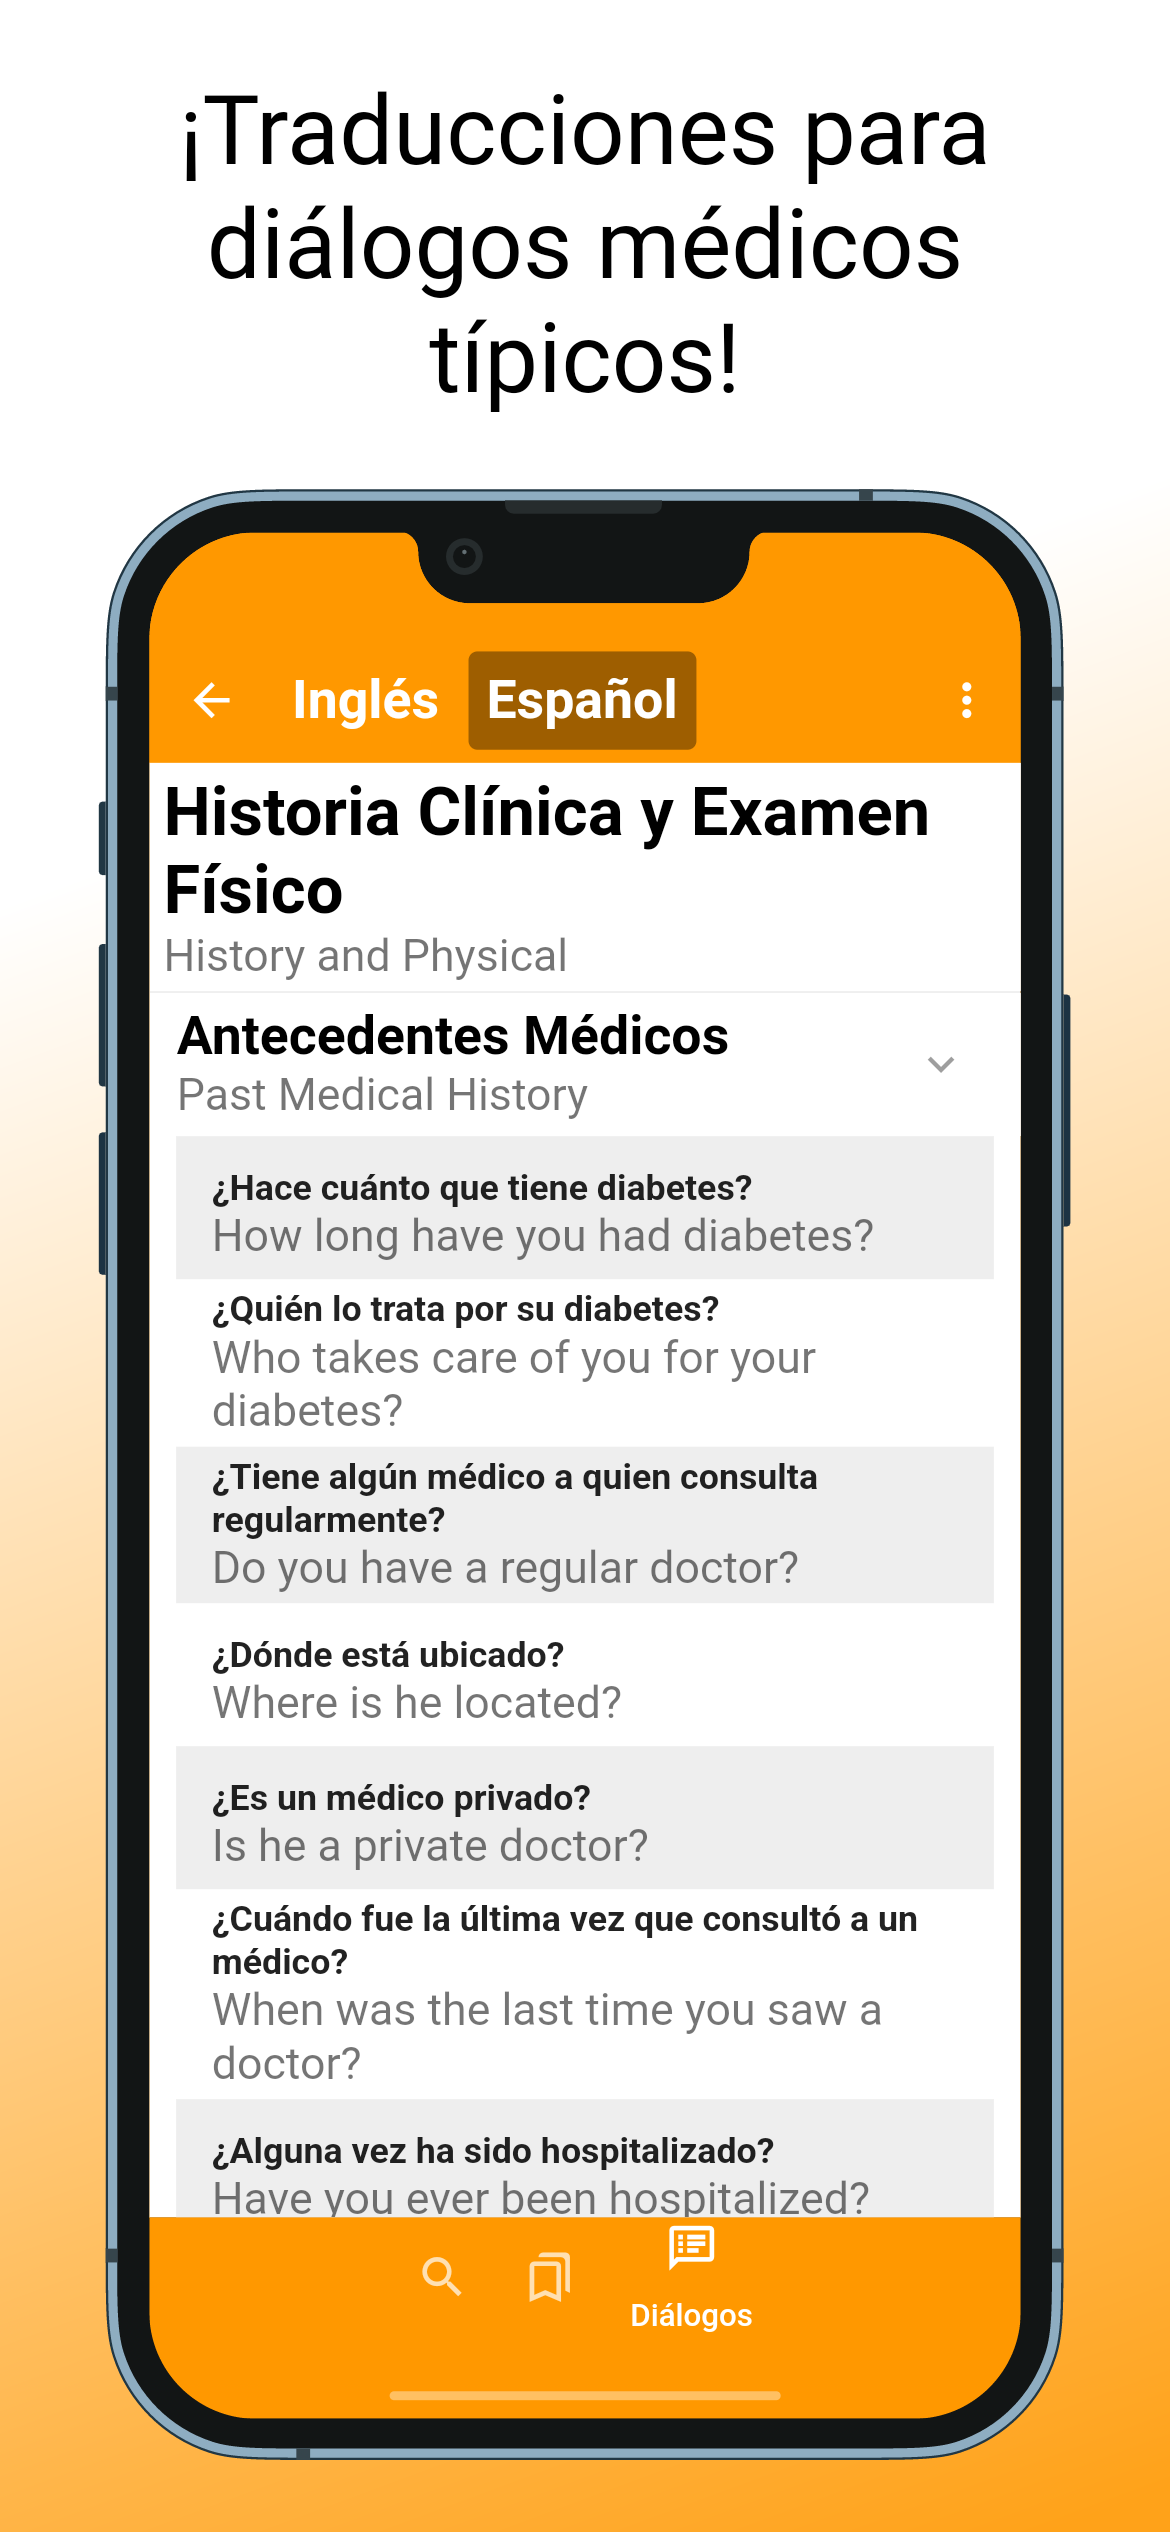 ¡Traducciones para
diálogos médicos
típicos!
Inglés Español
Historia Clínica y Examen
Físico
History and Physical
Antecedentes Médicos
Past Medical History
¿Hace cuánto que tiene diabetes?
How long have you had diabetes?
¿Quién lo trata por su diabetes?
Who takes care of you for your
diabetes?
¿Tiene algún médico a quien consulta
regularmente?
Do you have a regular doctor?
¿Dónde está ubicado?
Where is he located?
¿Es un médico privado?
Is he a private doctor?
¿Cuándo fue la última vez que consultó a un
médico?
When was the last time you saw a
doctor?
¿Alguna vez ha sido hospitalizado?
Have you ever been hospitalized?
Diálogos